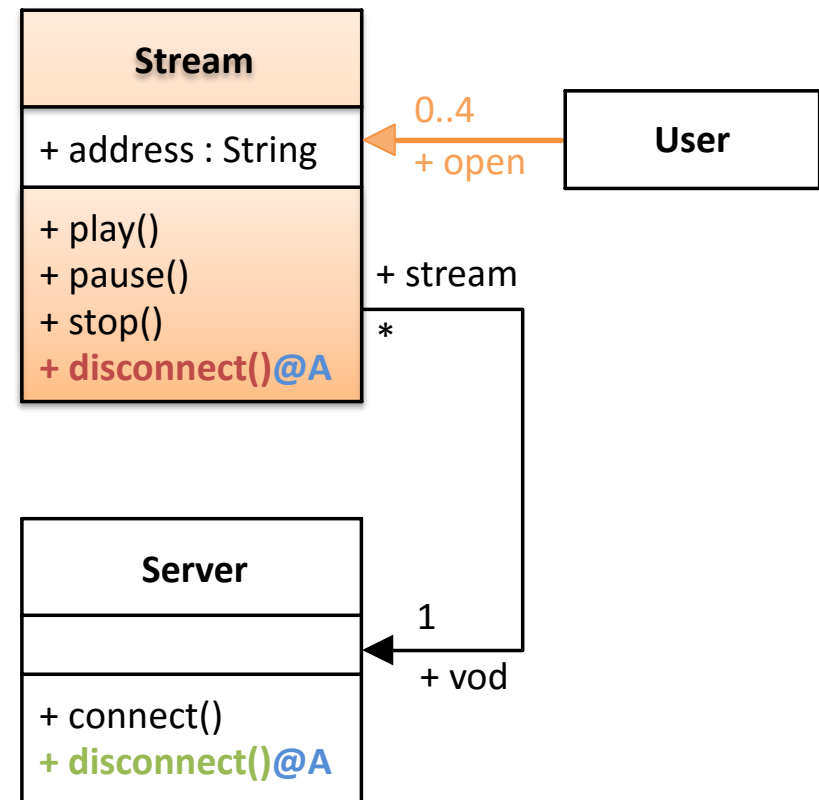 Stream
+ address : String
+ play()
+ pause()
+ stop()
+ disconnect()@A
0..4
+ open
User
+ stream
*
Server
1
+ vod
+ connect()
+ disconnect()@A